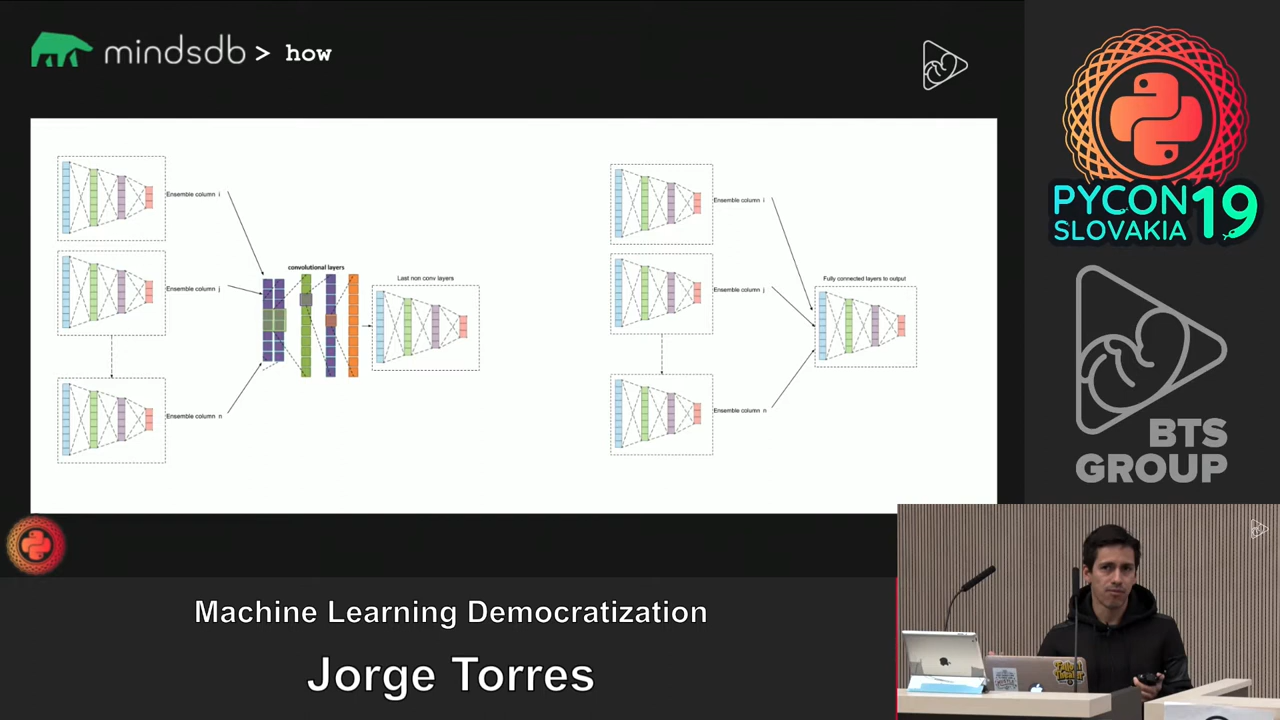 mindsdb > how
Ensemble column i
Ensemble column j
Ensemble column n
convolutional layers
Last non conv layers
Ensemble column i
Ensemble column j
Ensemble column n
Fully connected layers to output
PYCON
SLOVAKIA
19
BTS
GROUP
Machine Learning Democratization
Jorge Torres